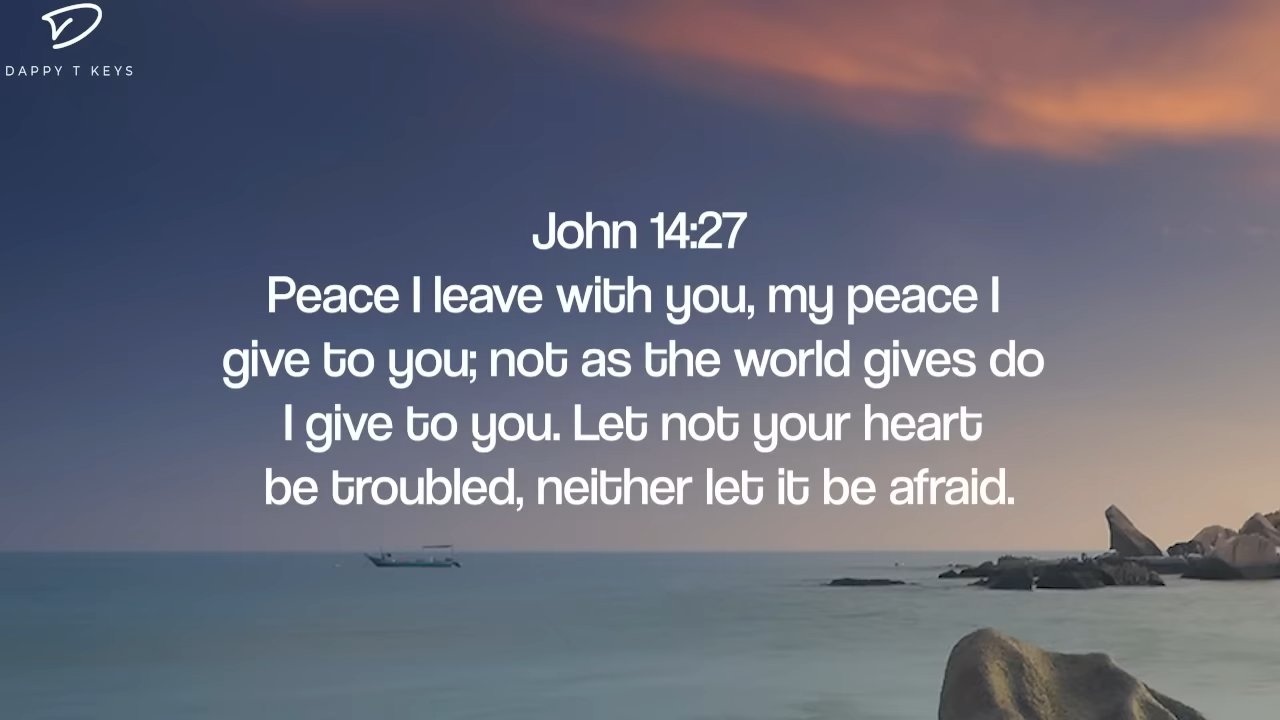 DAPPY T KEYS
John 14:27
Peace I leave with you, my peace I
give to you; not as the world gives do
I give to you. Let not your heart
be troubled, neither let it be afraid.